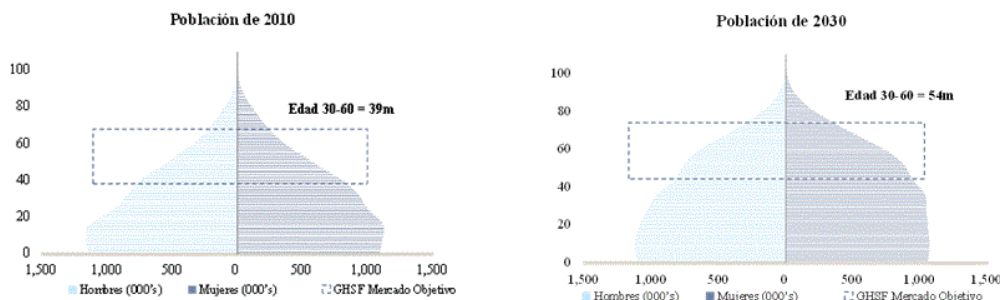 Población de 2010
100
80
60
40
20
0
Edad 30-60 = 39m
1,500 1,000 500 0 500 1,000 1,500
Hombres (000's) Mujeres (000's) GHSF Mercado Objetivo
Población de 2030
100
80
60
40
20
0
Edad 30-60 = 54m
1,500 1,000 500 0 500 1,000 1,500
Hombres (000's) Mujeres (000's) GHSF Mercado Objetivo